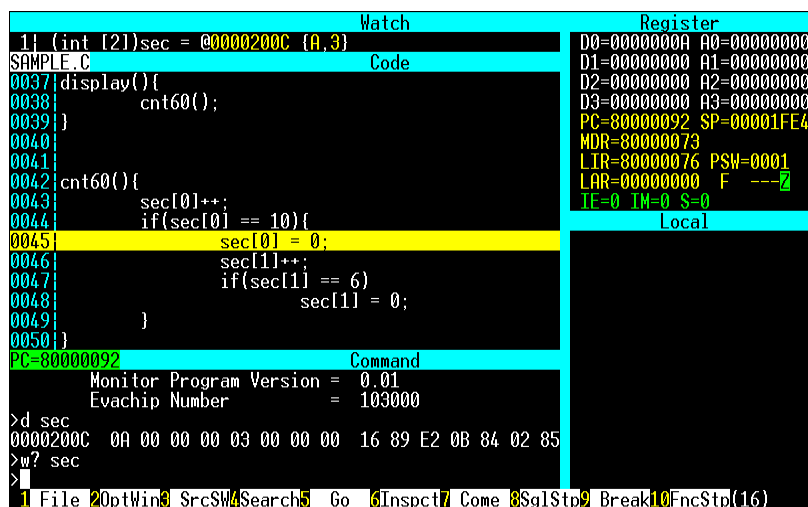 Watch
1| (int [2])sec = @0000200C {A,3}
SAMPLE.C Code
0037|display(){
0038| cnt60();
0039|}
0040|
0041|
0042|cnt60(){
0043| sec[0]++;
0044| if(sec[0] == 10){
0045| sec[0] = 0;
0046| sec[1]++;
0047| if(sec[1] == 6)
0048| sec[1] = 0;
0049| }
0050|}
PC=80000092 Command
Monitor Program Version = 0.01
Evachip Number = 103000
>d sec
0000200C 0A 00 00 00 03 00 00 00 16 89 E2 0B 84 02 85
>w? sec
>
Register
D0=0000000A A0=00000000
D1=00000000 A1=00000000
D2=00000000 A2=00000000
D3=00000000 A3=00000000
PC=80000092 SP=00001FE4
MDR=80000073
LIR=80000076 PSW=0001
LAR=00000000 F ---Z
IE=0 IM=0 S=0
Local
1 File 2OptWin3 SrcSW4Search5 Go 6Inspct7 Come 8SglStp9 Break10FncStp(16)